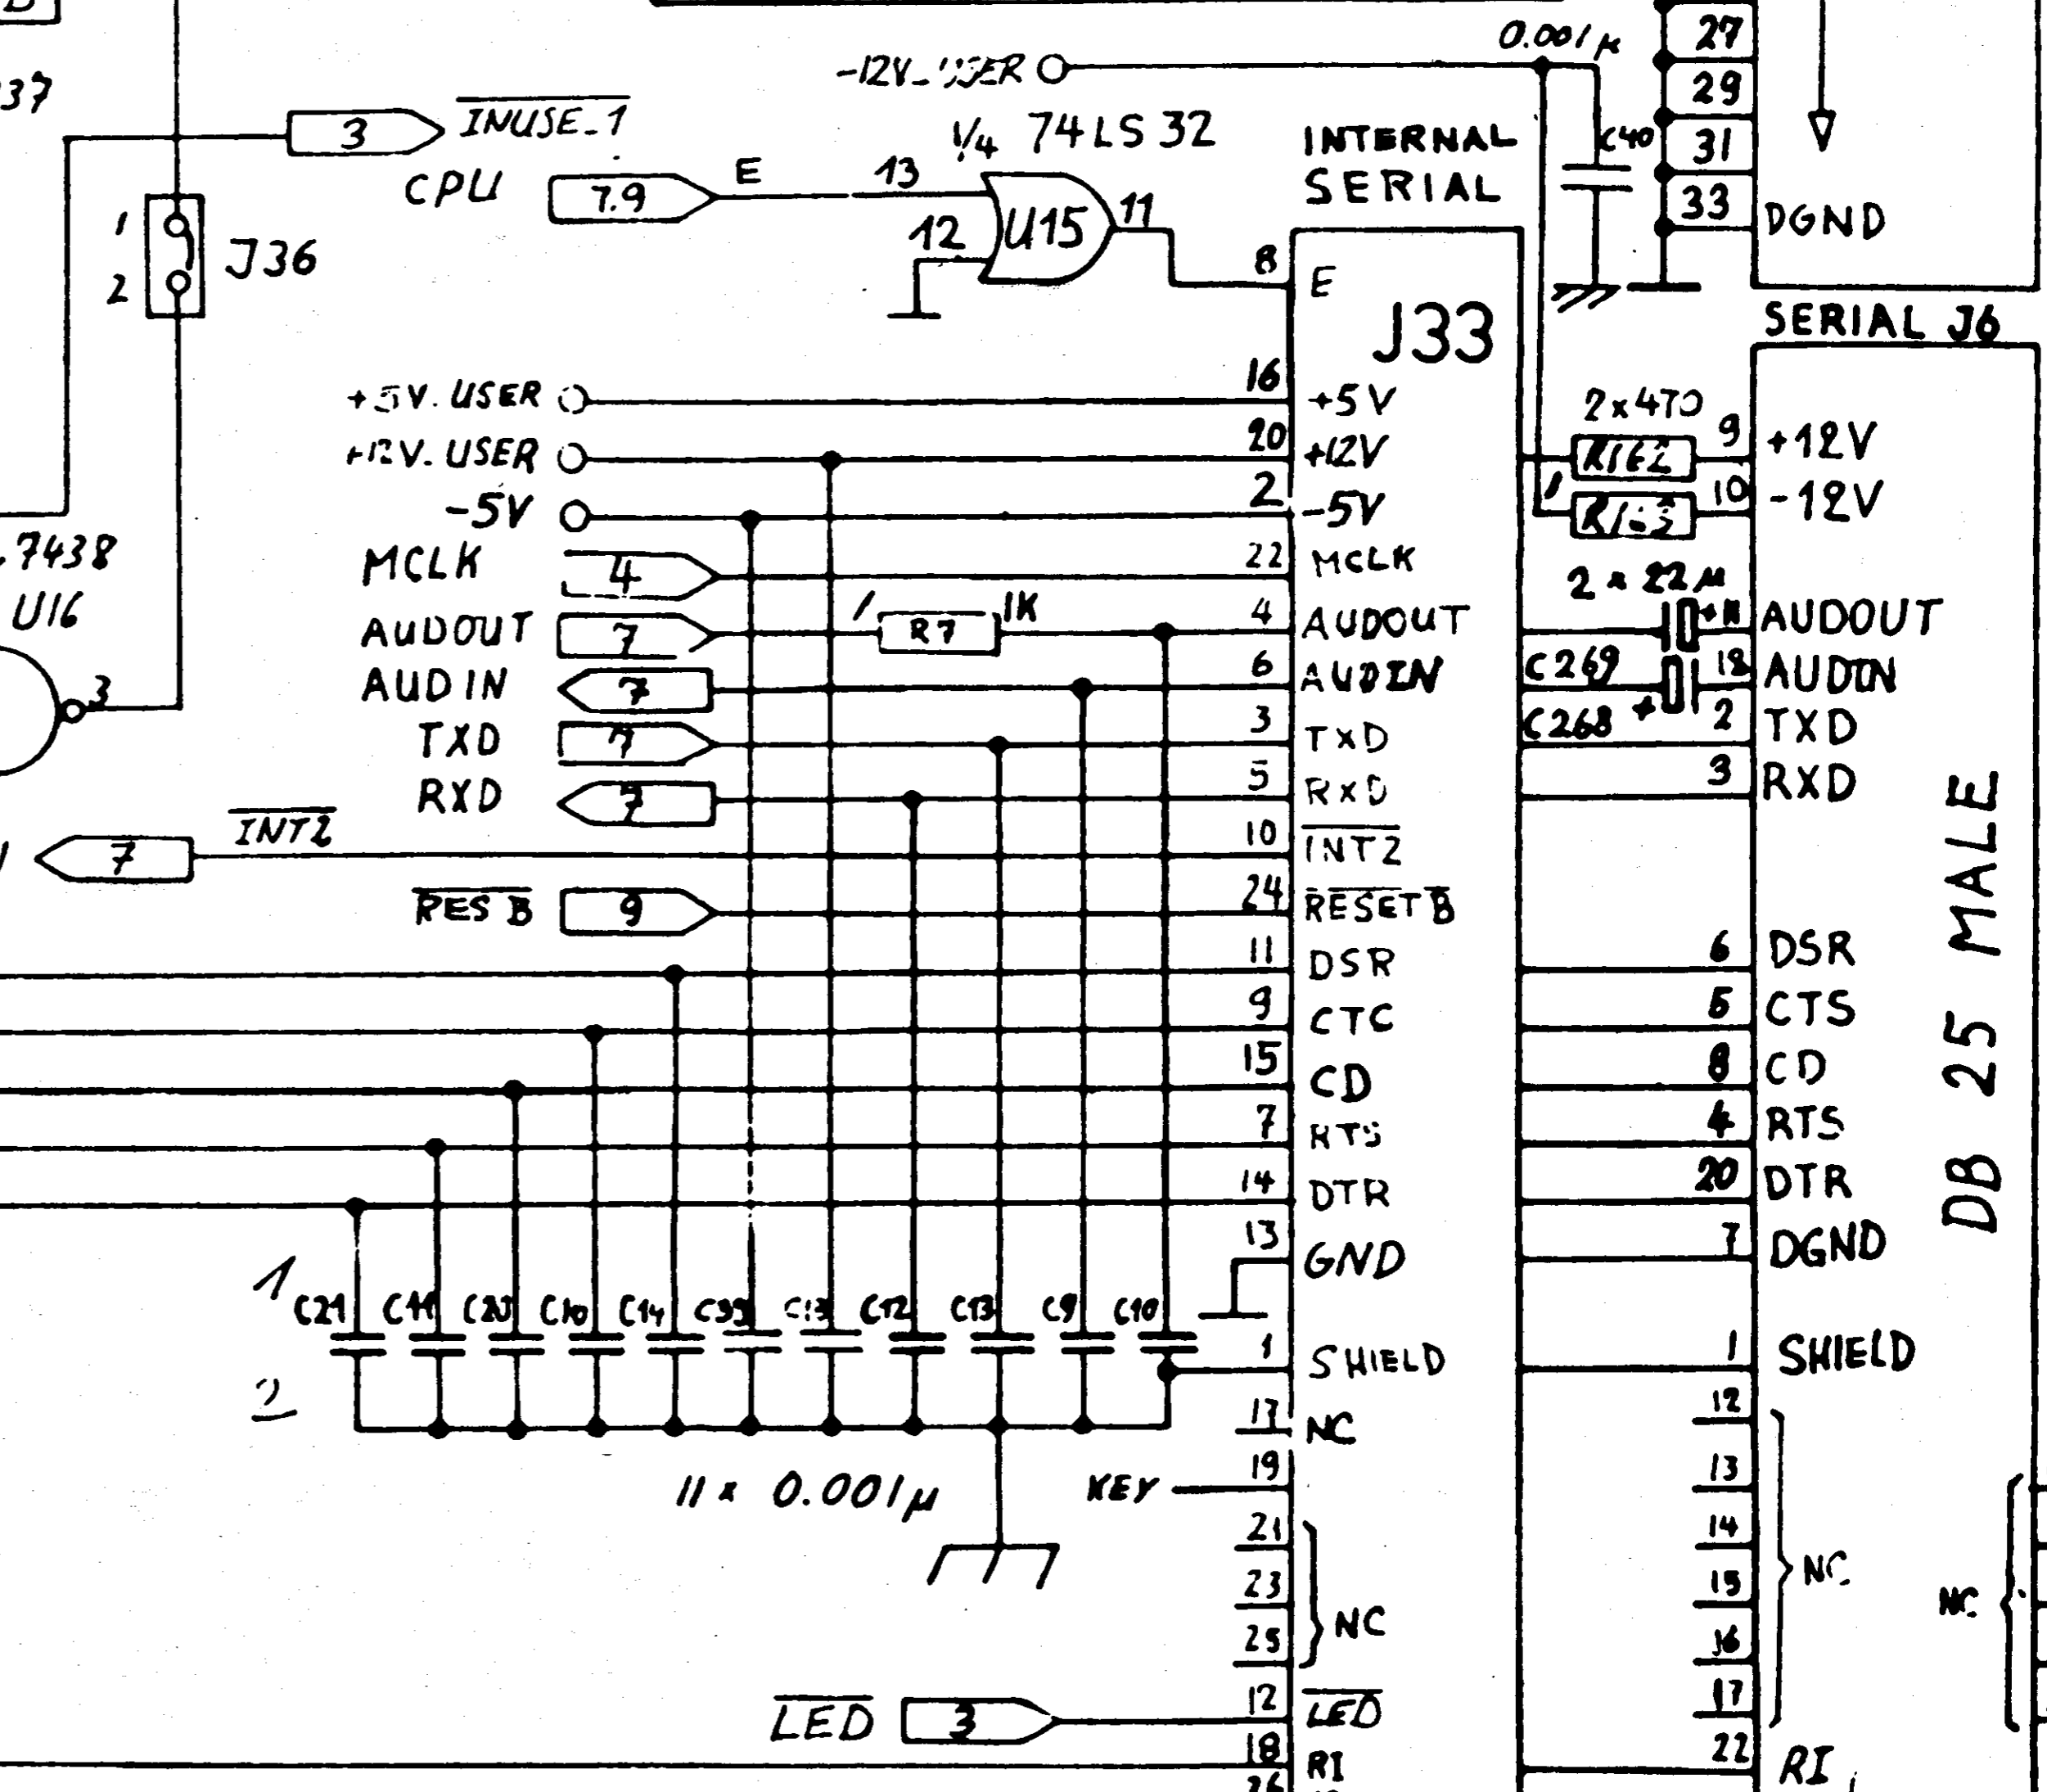 37
3 INUSE_1
0.001µ
-12V_USER
1/4 74LS32
CPU 7.9 E 13
12 U15 11
INTERNAL
SERIAL
C40
27
29
31
33
DGND
1
2
J36
8 E
J33
SERIAL J6
+5V.USER 16 +5V
+12V.USER 20 +12V
-5V 2 -5V
MCLK 4 22 MCLK
AUDOUT 7 R7 1K 4 AUDOUT
AUDIN 7 6 AUDIN
TXD 7 3 TxD
RXD 7 5 RxD
7 INT2 10 INT2
RES B 9 24 RESET B
11 DSR
9 CTC
15 CD
7 RTS
14 DTR
13 GND
1 SHIELD
17 NC
KEY 19
21
23
25
NC
LED 3 12 LED
18 RI
26
7438
U16
3
2x470
R162 9 +12V
10 -12V
2 x 22µ
AUDOUT
C269 18 AUDIN
C268 2 TXD
3 RXD
6 DSR
5 CTS
8 CD
4 RTS
20 DTR
7 DGND
1 SHIELD
12
13
14
15
16
17
NC
22 RI
DB 25 MALE
NC
1
2
C21 C11 C20 C10 C14 C12 C13 C9 C10
11 x 0.001µ